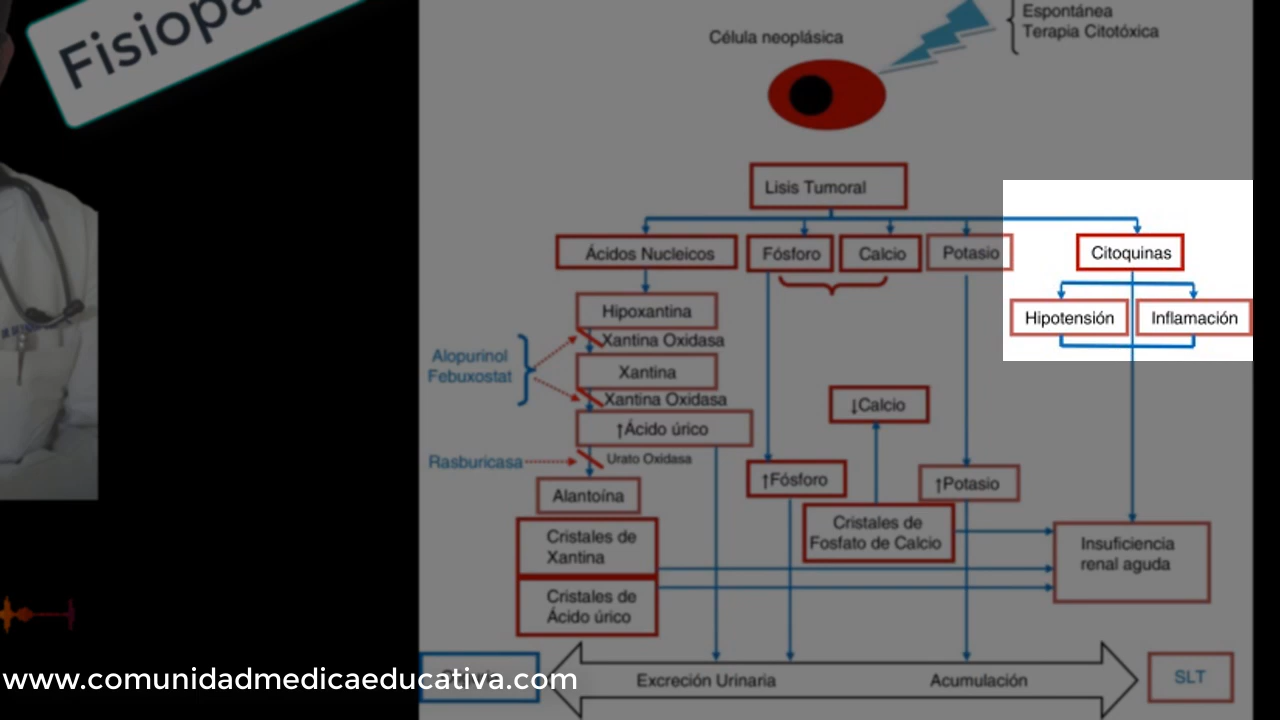 Fisiopa
Espontánea
Terapia Citotóxica
Célula neoplásica
Lisis Tumoral
Ácidos Nucleicos
Fósforo
Calcio
Potasio
Citoquinas
Hipotensión
Inflamación
Hipoxantina
Xantina Oxidasa
Alopurinol
Febuxostat
Xantina
Xantina Oxidasa
↓Calcio
↑Ácido úrico
Rasburicasa
Urato Oxidasa
↑Fósforo
↑Potasio
Alantoína
Cristales de
Fosfato de Calcio
Cristales de
Xantina
Insuficiencia
renal aguda
Cristales de
Ácido úrico
www.comunidadmedicaeducativa.com
Excreción Urinaria
Acumulación
SLT